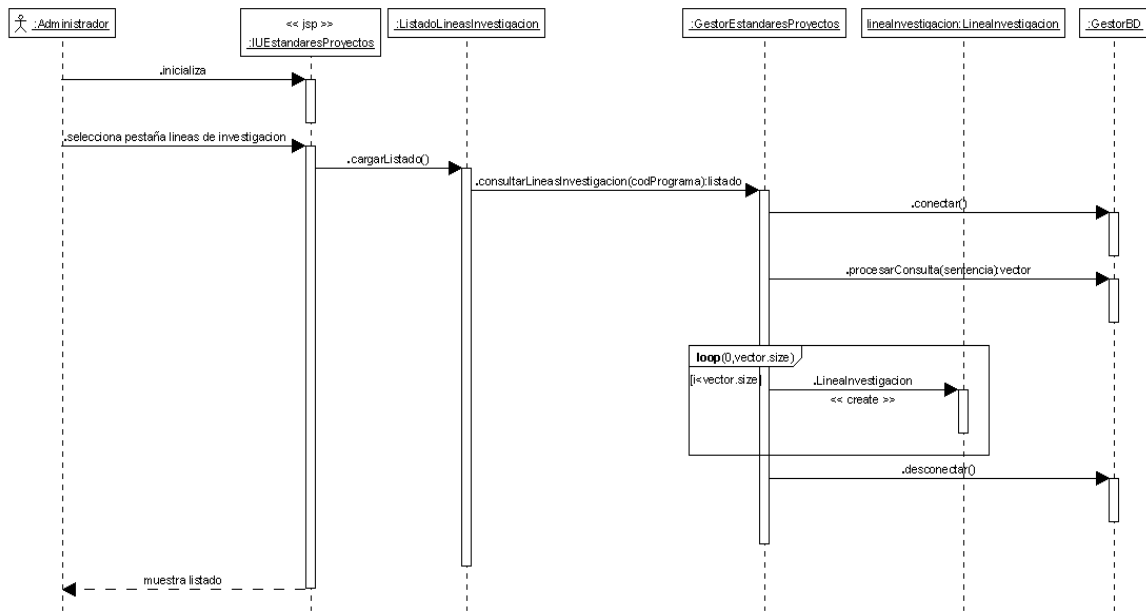 :Administrador
<< jsp >>
:IUEstandaresProyectos
:ListadoLineasInvestigacion
:GestorEstandaresProyectos
lineaInvestigacion:LineaInvestigacion
:GestorBD
.inicializa
.selecciona pestaña lineas de investigacion
.cargarListado()
.consultarLineasInvestigacion(codPrograma):listado
.conectar()
.procesarConsulta(sentencia):vector
loop(0,vector.size)
[i<vector.size]
.LineaInvestigacion
<< create >>
.desconectar()
muestra listado